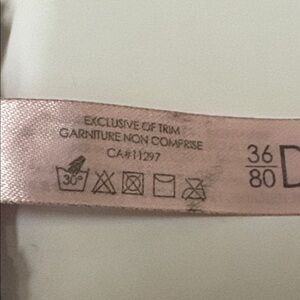 EXCLUSIVE OF TRIM
GARNITURE NON COMPRISE
CA#11297
30°
36
80
D